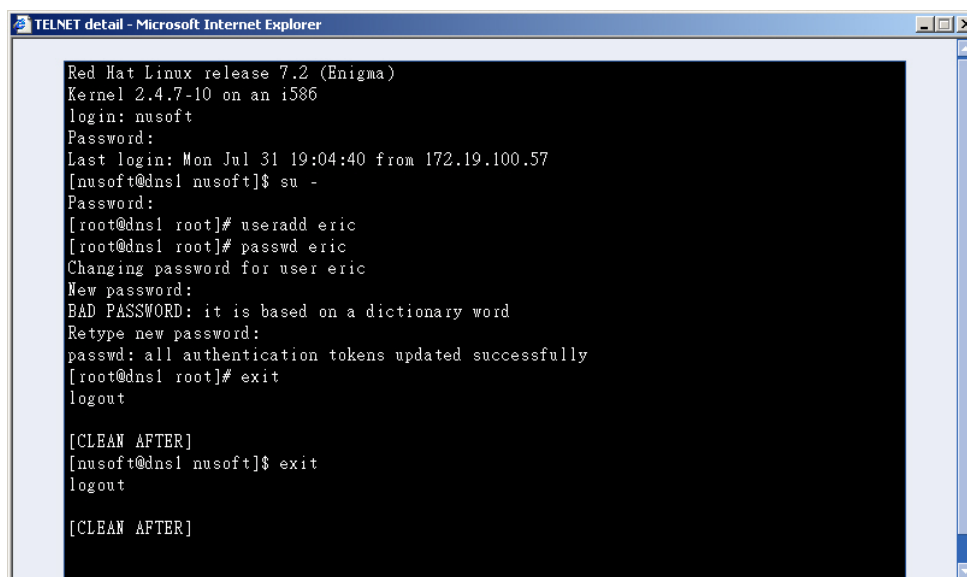 TELNET detail - Microsoft Internet Explorer
Red Hat Linux release 7.2 (Enigma)
Kernel 2.4.7-10 on an i586
login: nusoft
Password:
Last login: Mon Jul 31 19:04:40 from 172.19.100.57
[nusoft@dns1 nusoft]$ su -
Password:
[root@dns1 root]# useradd eric
[root@dns1 root]# passwd eric
Changing password for user eric
New password:
BAD PASSWORD: it is based on a dictionary word
Retype new password:
passwd: all authentication tokens updated successfully
[root@dns1 root]# exit
logout
[CLEAN AFTER]
[nusoft@dns1 nusoft]$ exit
logout
[CLEAN AFTER]